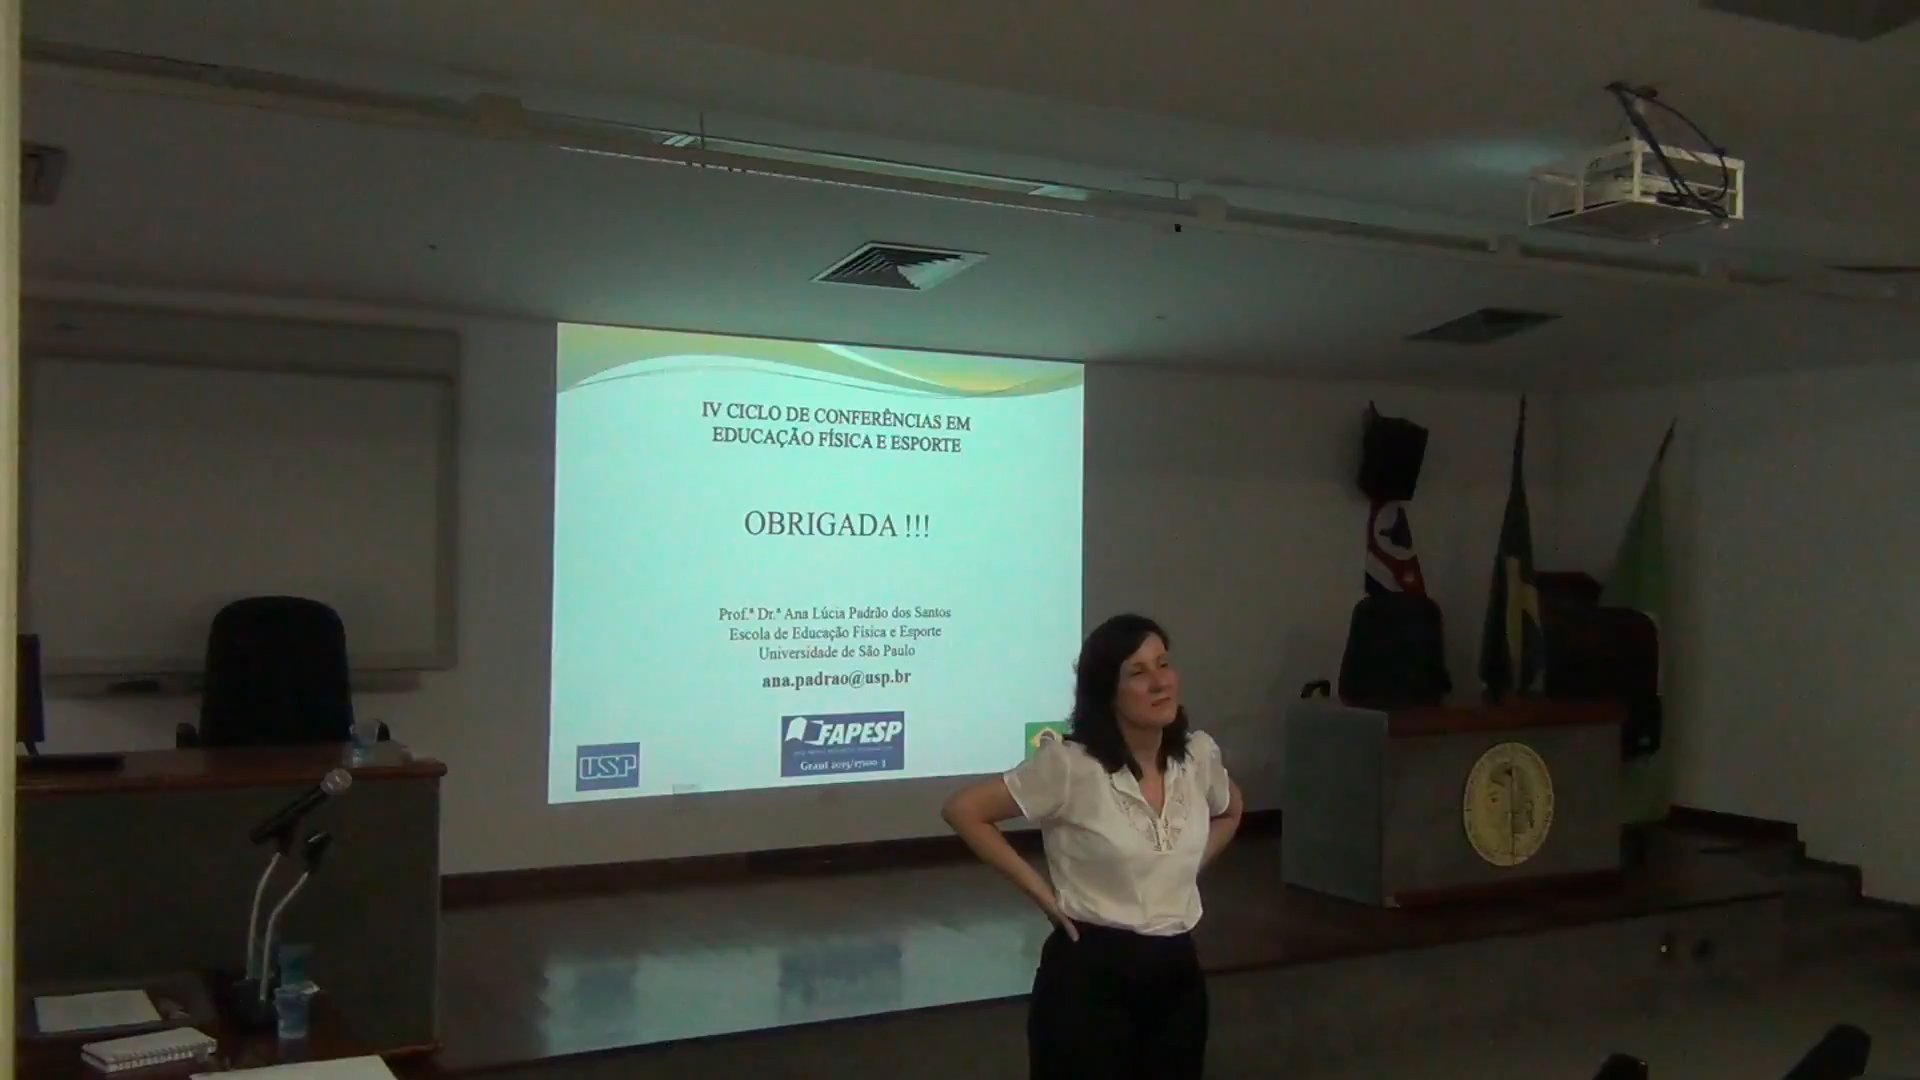 IV CICLO DE CONFERÊNCIAS EM
EDUCAÇÃO FÍSICA E ESPORTE
OBRIGADA !!!
Prof.ª Dr.ª Ana Lúcia Padrão dos Santos
Escola de Educação Física e Esporte
Universidade de São Paulo
ana.padrao@usp.br
FAPESP
Grant
USP